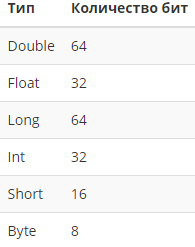 Тип Количество бит
Double 64
Float 32
Long 64
Int 32
Short 16
Byte 8